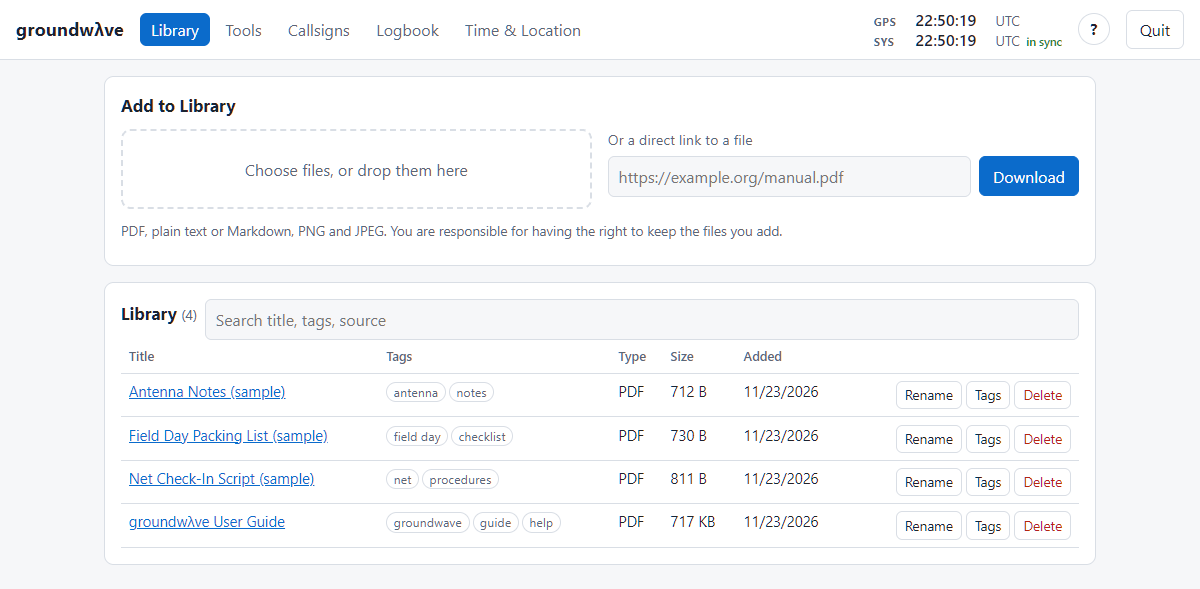 groundwλve Library Tools Callsigns Logbook Time & Location
GPS 22:50:19 UTC
SYS 22:50:19 UTC in sync
? Quit
Add to Library
Choose files, or drop them here
Or a direct link to a file
https://example.org/manual.pdf Download
PDF, plain text or Markdown, PNG and JPEG. You are responsible for having the right to keep the files you add.
Library (4) Search title, tags, source
Title Tags Type Size Added
Antenna Notes (sample) antenna notes PDF 712 B 11/23/2026 Rename Tags Delete
Field Day Packing List (sample) field day checklist PDF 730 B 11/23/2026 Rename Tags Delete
Net Check-In Script (sample) net procedures PDF 811 B 11/23/2026 Rename Tags Delete
groundwλve User Guide groundwave guide help PDF 717 KB 11/23/2026 Rename Tags Delete